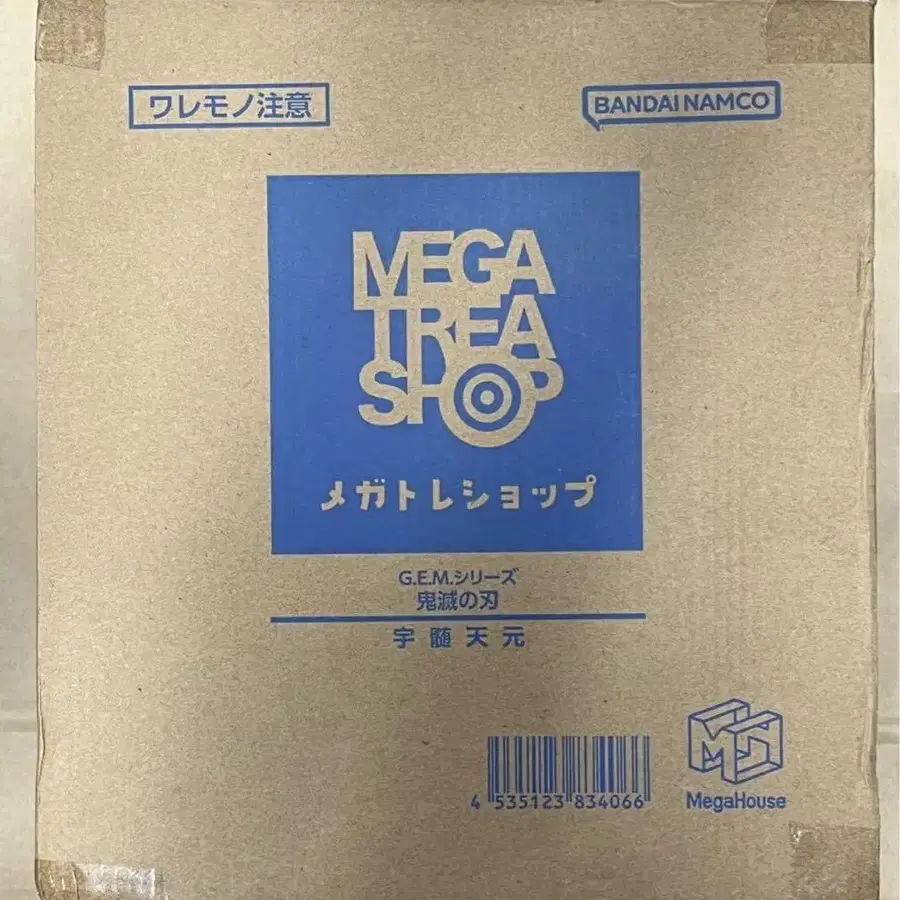 ワレモノ注意
BANDAI NAMCO
MEGA
TREA
SHOP
メガトレショップ
G.E.M.シリーズ
鬼滅の刃
宇髄天元
4 535123 834066
MegaHouse